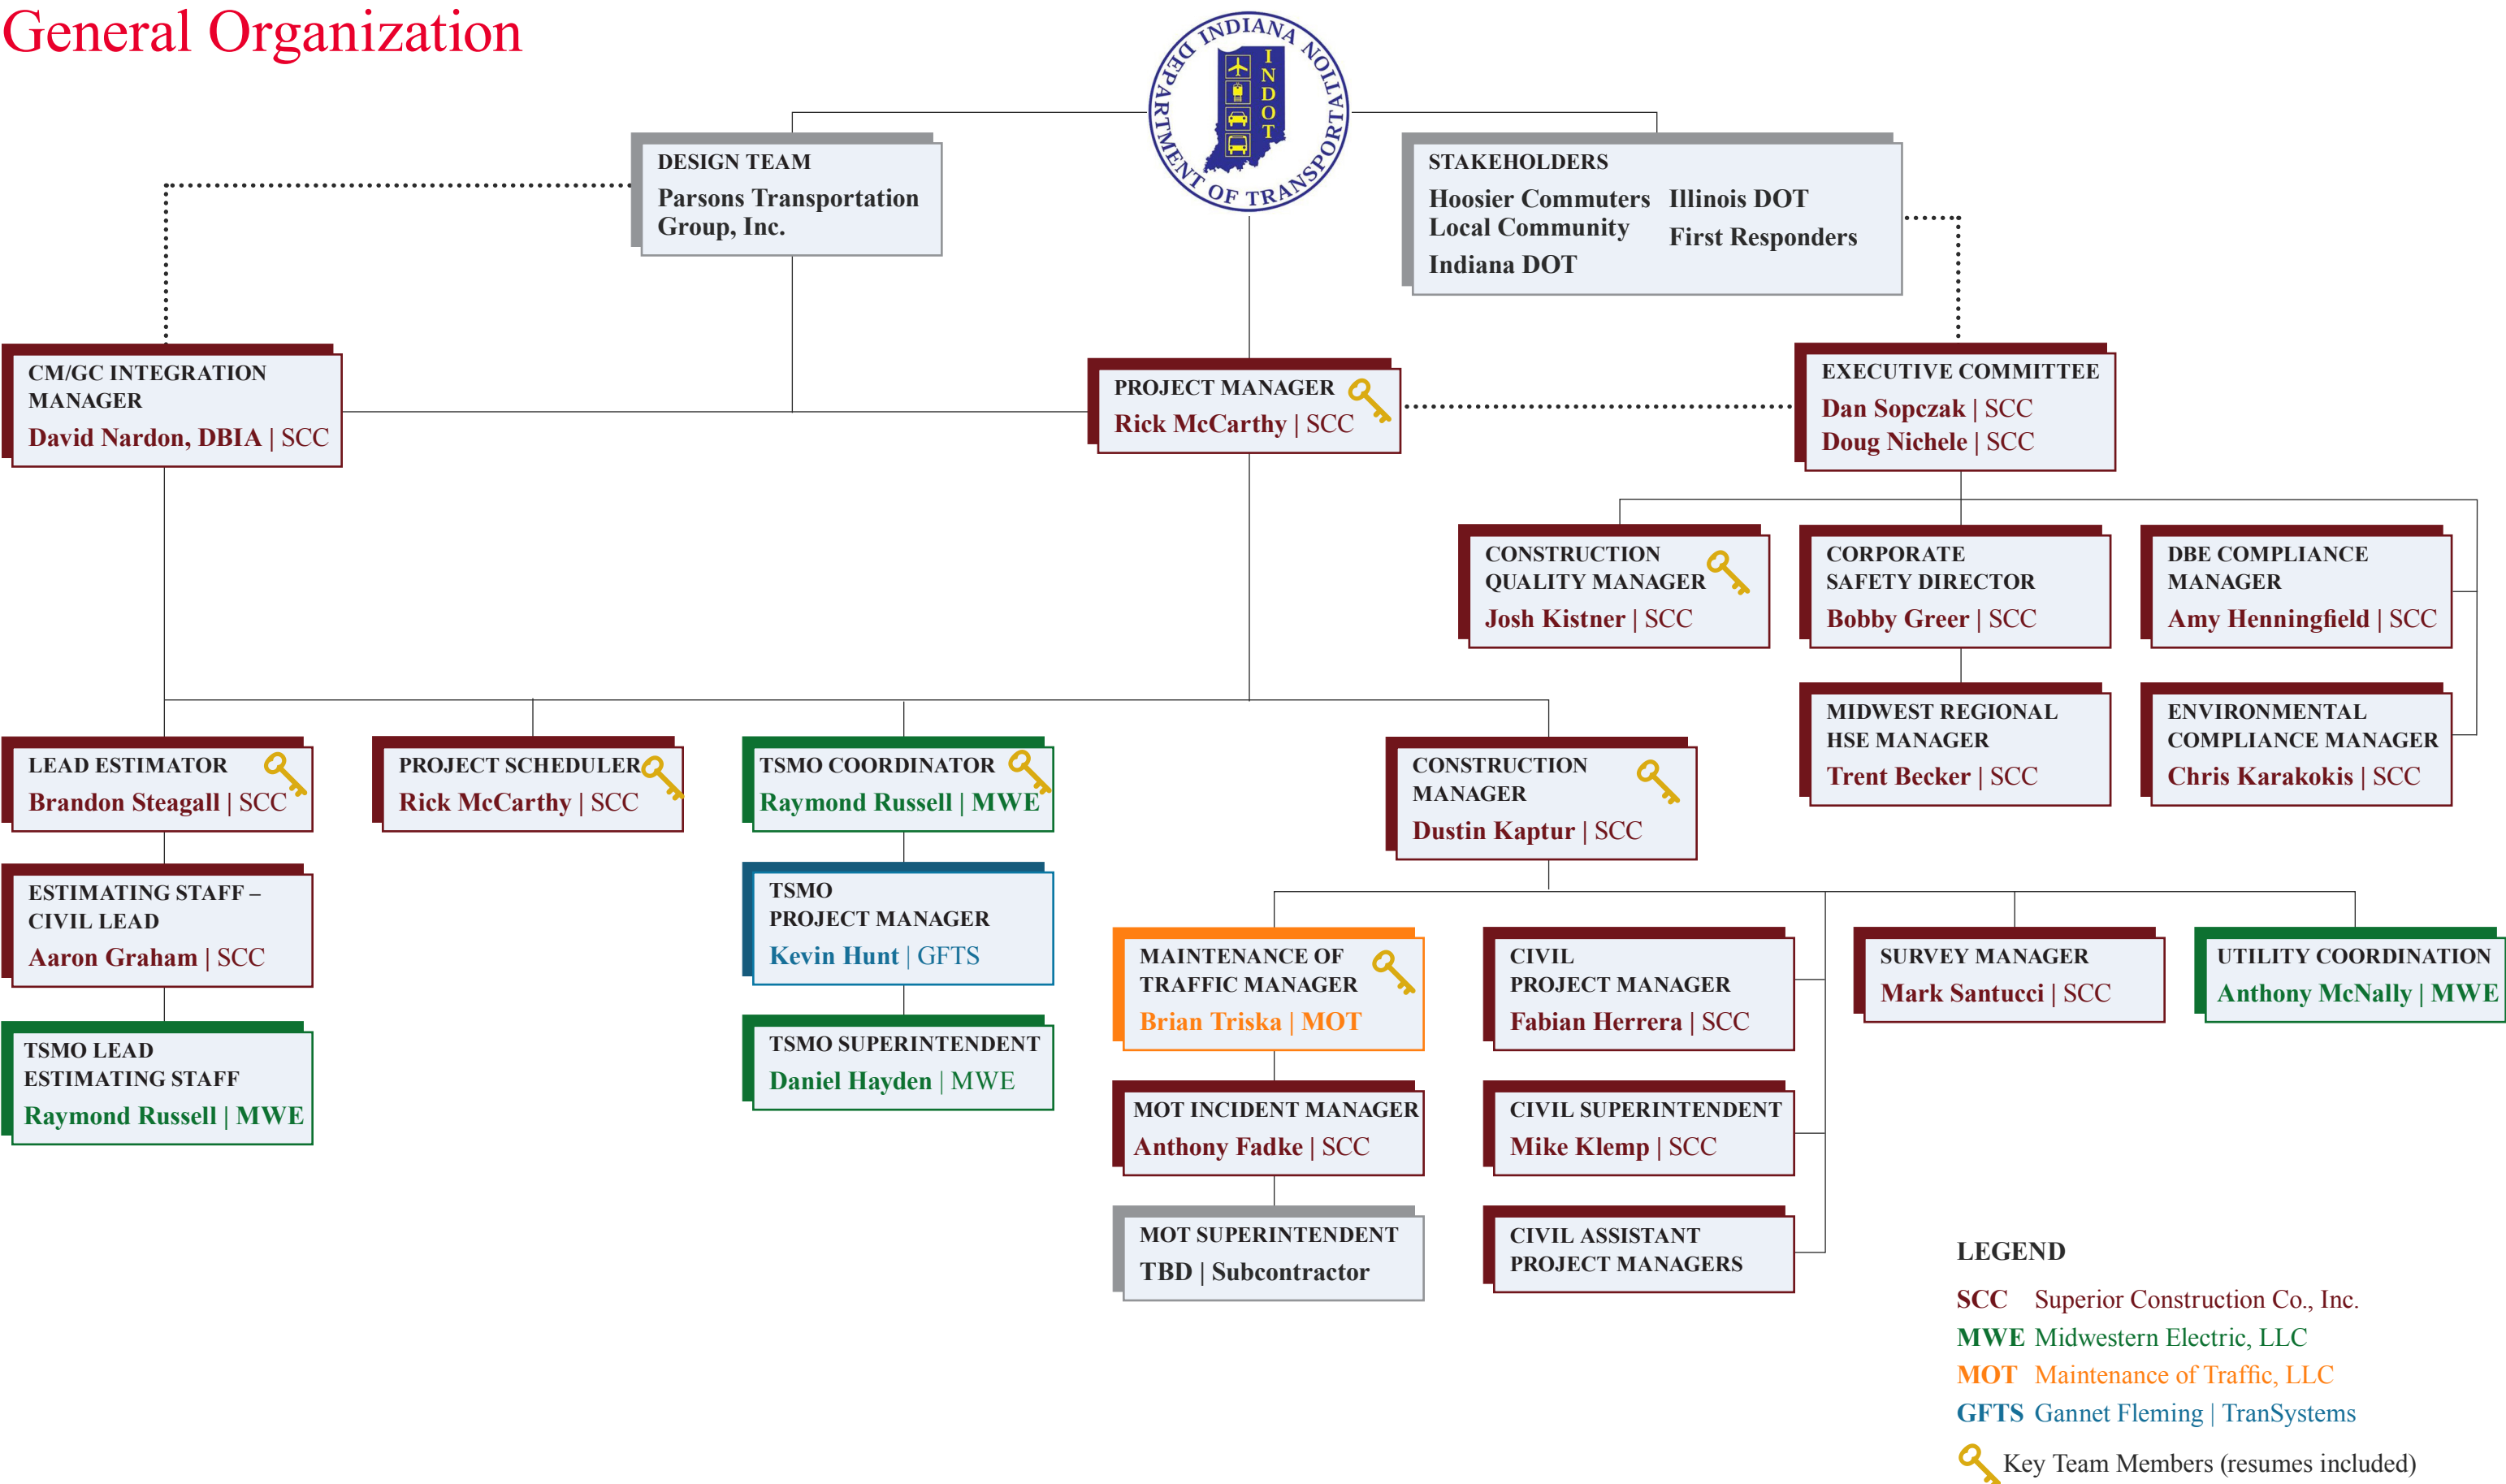 General Organization
INDIANA DEPARTMENT OF TRANSPORTATION
INDOT
DESIGN TEAM
Parsons Transportation
Group, Inc.
STAKEHOLDERS
Hoosier Commuters
Local Community
Indiana DOT
Illinois DOT
First Responders
CM/GC INTEGRATION
MANAGER
David Nardon, DBIA | SCC
PROJECT MANAGER
Rick McCarthy | SCC
EXECUTIVE COMMITTEE
Dan Sopczak | SCC
Doug Nichele | SCC
CONSTRUCTION
QUALITY MANAGER
Josh Kistner | SCC
CORPORATE
SAFETY DIRECTOR
Bobby Greer | SCC
DBE COMPLIANCE
MANAGER
Amy Henningfield | SCC
MIDWEST REGIONAL
HSE MANAGER
Trent Becker | SCC
ENVIRONMENTAL
COMPLIANCE MANAGER
Chris Karakokis | SCC
LEAD ESTIMATOR
Brandon Steagall | SCC
PROJECT SCHEDULER
Rick McCarthy | SCC
TSMO COORDINATOR
Raymond Russell | MWE
CONSTRUCTION
MANAGER
Dustin Kaptur | SCC
ESTIMATING STAFF –
CIVIL LEAD
Aaron Graham | SCC
TSMO
PROJECT MANAGER
Kevin Hunt | GFTS
TSMO LEAD
ESTIMATING STAFF
Raymond Russell | MWE
TSMO SUPERINTENDENT
Daniel Hayden | MWE
MAINTENANCE OF
TRAFFIC MANAGER
Brian Triska | MOT
CIVIL
PROJECT MANAGER
Fabian Herrera | SCC
SURVEY MANAGER
Mark Santucci | SCC
UTILITY COORDINATION
Anthony McNally | MWE
MOT INCIDENT MANAGER
Anthony Fadke | SCC
CIVIL SUPERINTENDENT
Mike Klemp | SCC
MOT SUPERINTENDENT
TBD | Subcontractor
CIVIL ASSISTANT
PROJECT MANAGERS
LEGEND
SCC Superior Construction Co., Inc.
MWE Midwestern Electric, LLC
MOT Maintenance of Traffic, LLC
GFTS Gannet Fleming | TranSystems
Key Team Members (resumes included)